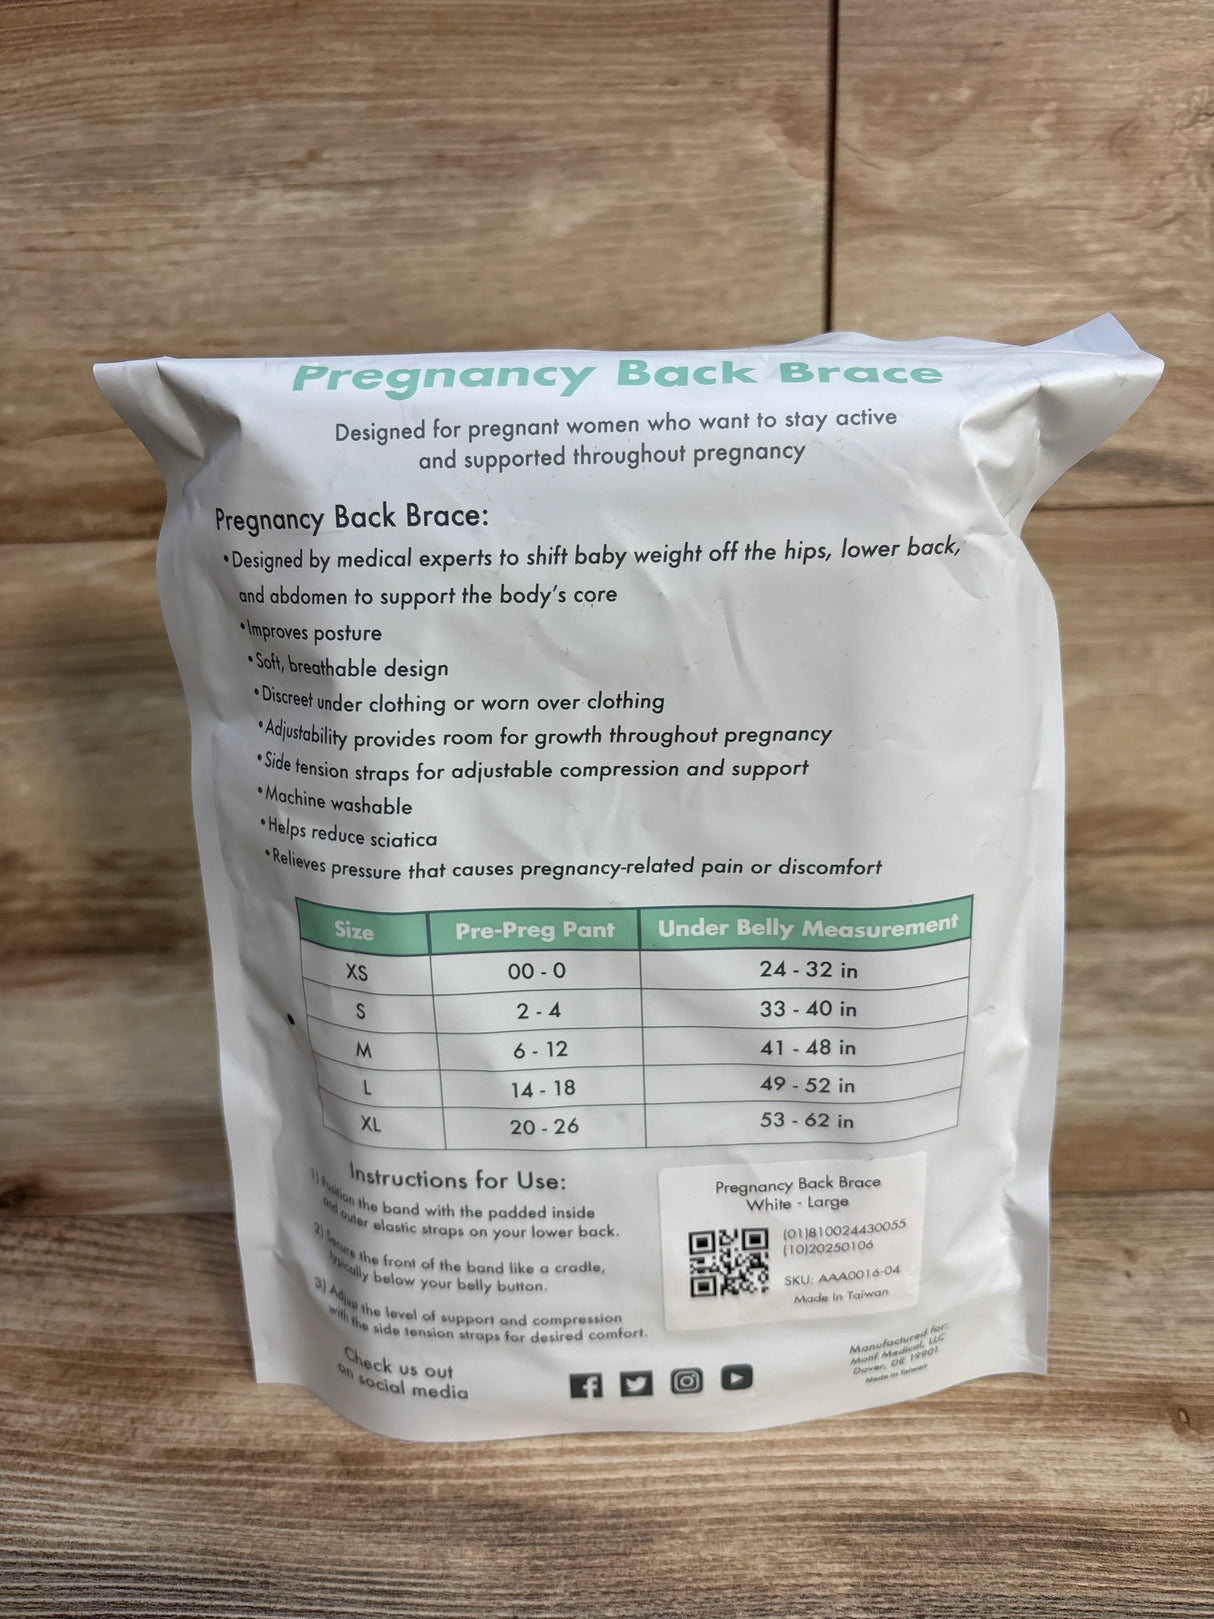 Pregnancy Back Brace
Designed for pregnant women who want to stay active
and supported throughout pregnancy
Pregnancy Back Brace:
•Designed by medical experts to shift baby weight off the hips, lower back,
and abdomen to support the body's core
•Improves posture
•Soft, breathable design
•Discreet under clothing or worn over clothing
•Adjustability provides room for growth throughout pregnancy
•Side tension straps for adjustable compression and support
•Machine washable
•Helps reduce sciatica
•Relieves pressure that causes pregnancy-related pain or discomfort
Size Pre-Preg Pant Under Belly Measurement
XS 00 - 0 24 - 32 in
S 2 - 4 33 - 40 in
M 6 - 12 41 - 48 in
L 14 - 18 49 - 52 in
XL 20 - 26 53 - 62 in
Instructions for Use:
1) Position the band with the padded inside
and outer elastic straps on your lower back.
2) Secure the front of the band like a cradle,
typically below your belly button.
3) Adjust the level of support and compression
with the side tension straps for desired comfort.
Check us out
on social media
Pregnancy Back Brace
White - Large
(01)810024430055
(10)20250106
SKU: AAA0016-04
Made In Taiwan
Manufactured for:
Motif Medical, LLC
Dover, DE 19901
Made in Taiwan